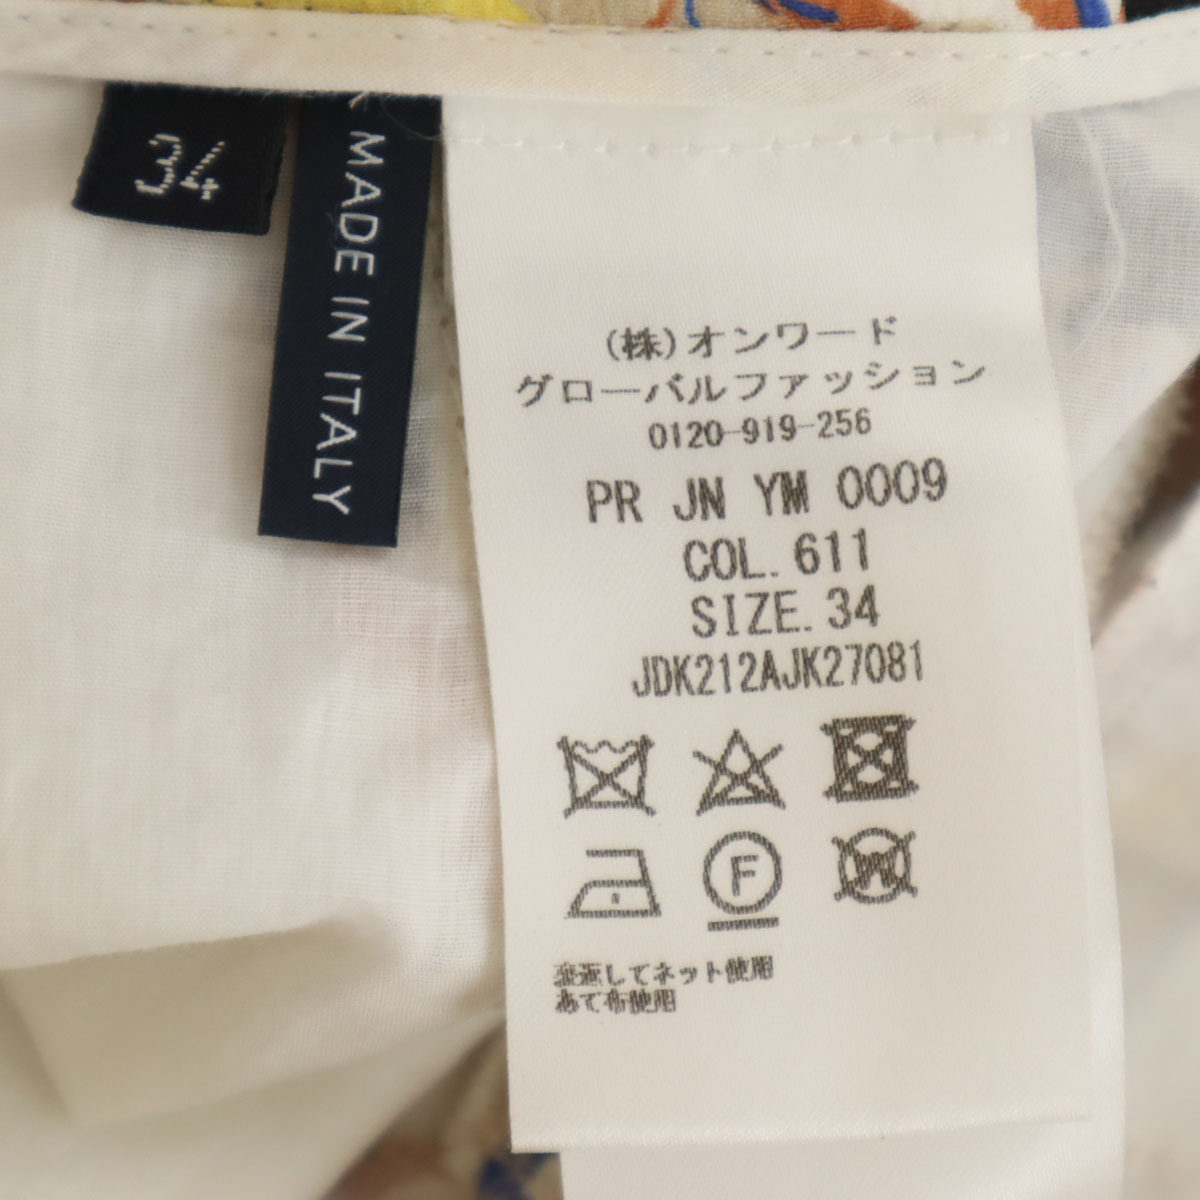 34
MADE IN ITALY
(株)オンワード
グローバルファッション
0120-919-256
PR JN YM 0009
COL. 611
SIZE. 34
JDK212AJK27081
F
W
裏返してネット使用
あて布使用